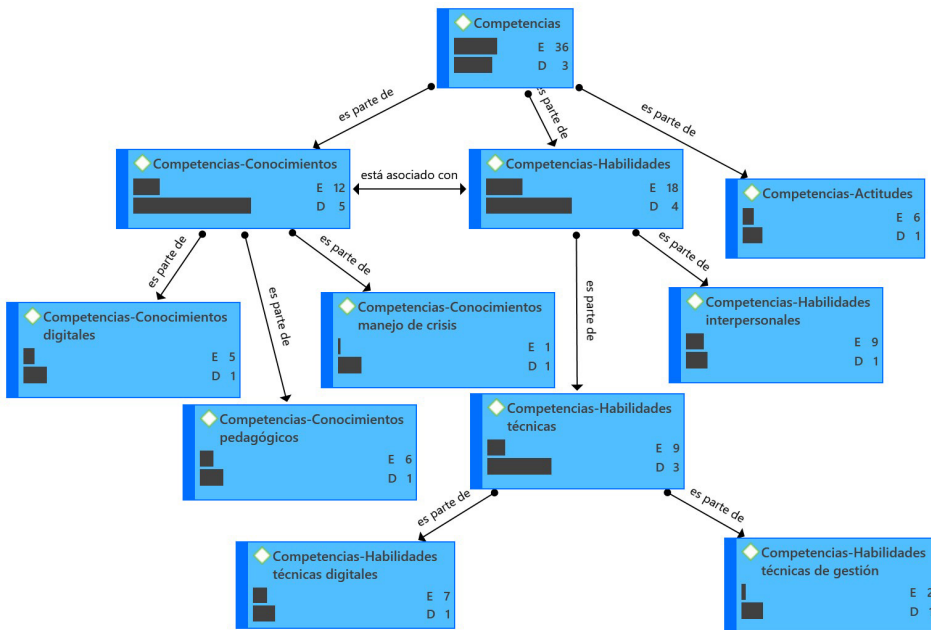 Competencias
E 36
D 3
es parte de
es parte de
es parte de
Competencias-Conocimientos
E 12
D 5
está asociado con
Competencias-Habilidades
E 18
D 4
Competencias-Actitudes
E 6
D 1
es parte de
es parte de
es parte de
es parte de
es parte de
Competencias-Conocimientos
digitales
E 5
D 1
Competencias-Conocimientos
manejo de crisis
E 1
D 1
Competencias-Habilidades
interpersonales
E 9
D 1
Competencias-Conocimientos
pedagógicos
E 6
D 1
Competencias-Habilidades
técnicas
E 9
D 3
es parte de
es parte de
Competencias-Habilidades
técnicas digitales
E 7
D 1
Competencias-Habilidades
técnicas de gestión
E 2
D 1